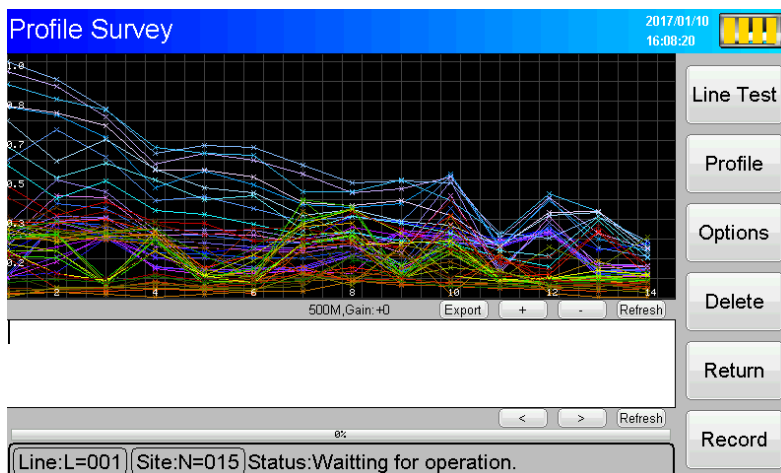 Profile Survey
2017/01/10
16:08:20
1.0
0.8
0.7
0.5
0.3
0.2
2 4 6 8 10 12 14
500M,Gain:+0 Export + - Refresh
< > Refresh
0%
Line:L=001 Site:N=015 Status:Waitting for operation.
Line Test
Profile
Options
Delete
Return
Record